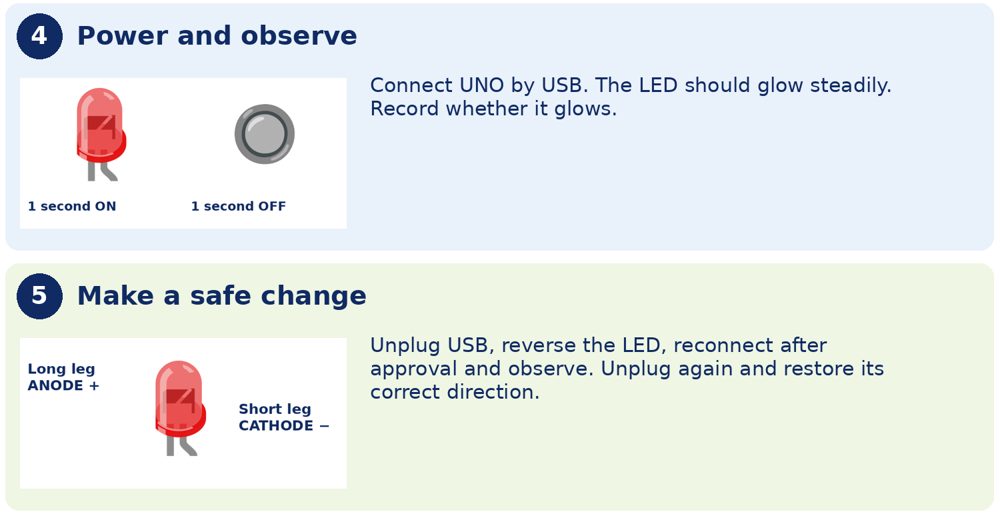 4 Power and observe
Connect UNO by USB. The LED should glow steadily.
Record whether it glows.
1 second ON
1 second OFF
5 Make a safe change
Unplug USB, reverse the LED, reconnect after
approval and observe. Unplug again and restore its
correct direction.
Long leg
ANODE +
Short leg
CATHODE −